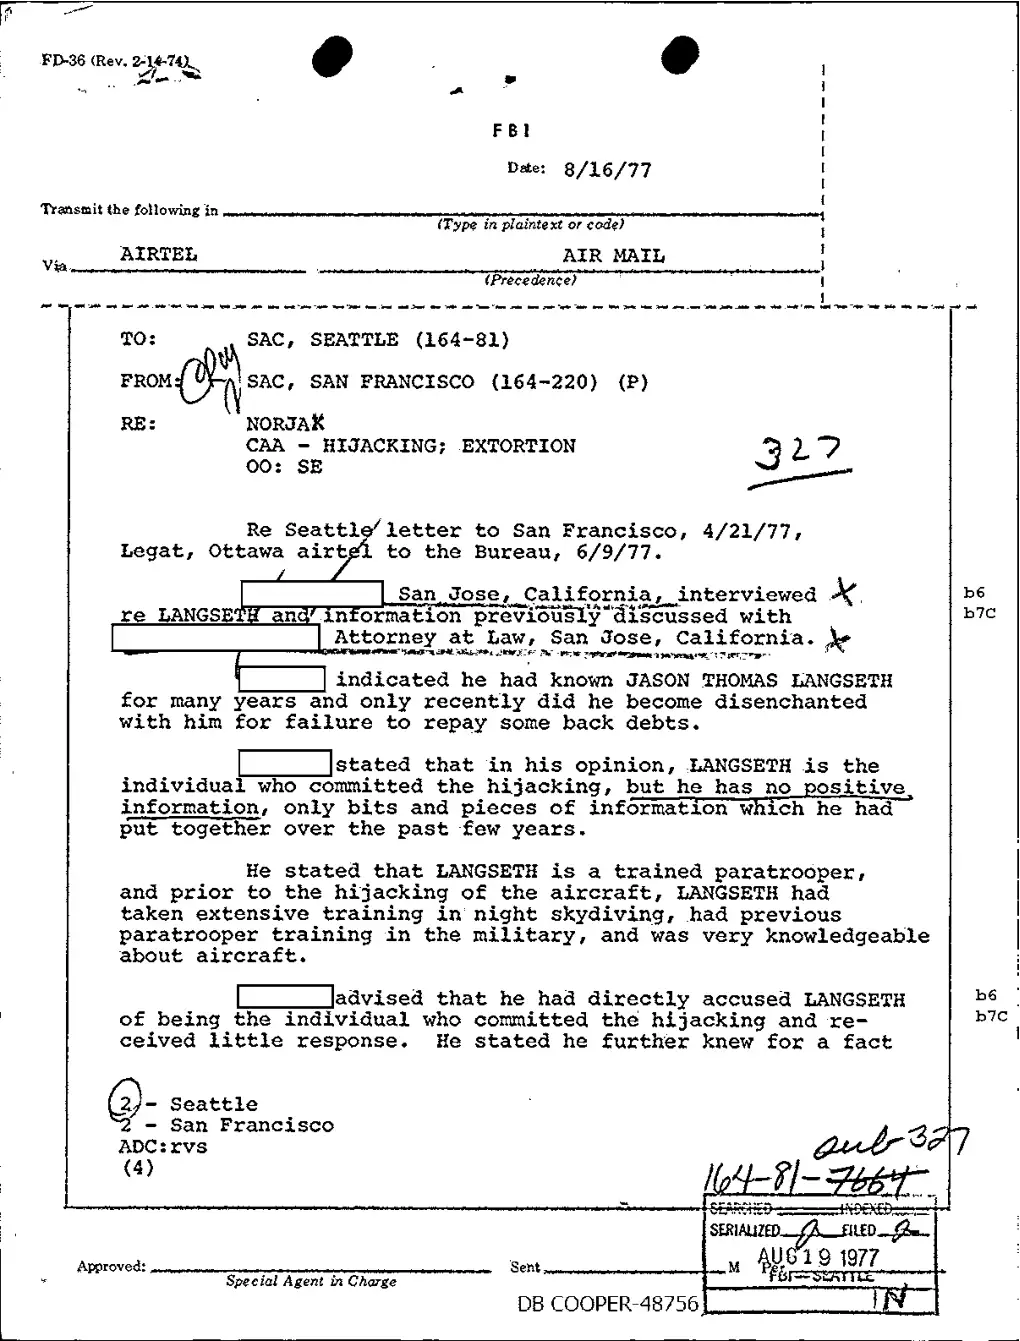 FD-36 (Rev. 2-14-74)
FBI
Date: 8/16/77
Transmit the following in
(Type in plaintext or code)
Via AIRTEL AIR MAIL
(Precedence)
TO: SAC, SEATTLE (164-81)
FROM: SAC, SAN FRANCISCO (164-220) (P)
RE: NORJAK
CAA - HIJACKING; EXTORTION
OO: SE
327
Re Seattle letter to San Francisco, 4/21/77,
Legat, Ottawa airtel to the Bureau, 6/9/77.
San Jose, California, interviewed b6
re LANGSETH and information previously discussed with b7C
Attorney at Law, San Jose, California.
indicated he had known JASON THOMAS LANGSETH
for many years and only recently did he become disenchanted
with him for failure to repay some back debts.
stated that in his opinion, LANGSETH is the
individual who committed the hijacking, but he has no positive
information, only bits and pieces of information which he had
put together over the past few years.
He stated that LANGSETH is a trained paratrooper,
and prior to the hijacking of the aircraft, LANGSETH had
taken extensive training in night skydiving, had previous
paratrooper training in the military, and was very knowledgeable
about aircraft.
advised that he had directly accused LANGSETH b6
of being the individual who committed the hijacking and re- b7C
ceived little response. He stated he further knew for a fact
2 - Seattle
2 - San Francisco
ADC:rvs
(4)
sub-327
164-81-7664
SEARCHED INDEXED
SERIALIZED FILED
AUG 19 1977
FBI-SEATTLE
Approved: Sent M Per
Special Agent in Charge
DB COOPER-48756